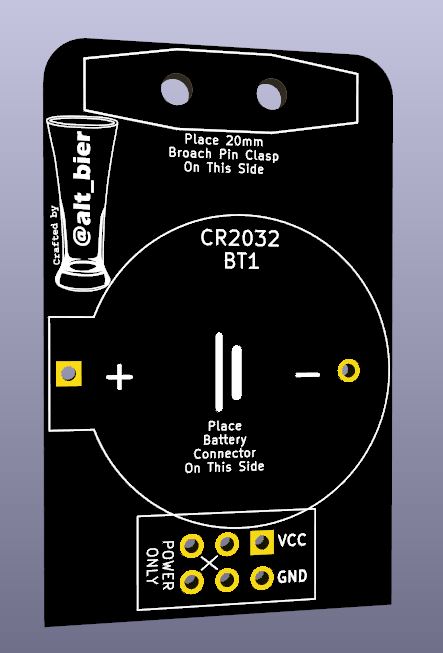 Place 20mm
Broach Pin Clasp
On This Side
Crafted by
@alt_bier
CR2032
BT1
+ −
Place
Battery
Connector
On This Side
POWER
ONLY
X
VCC
GND